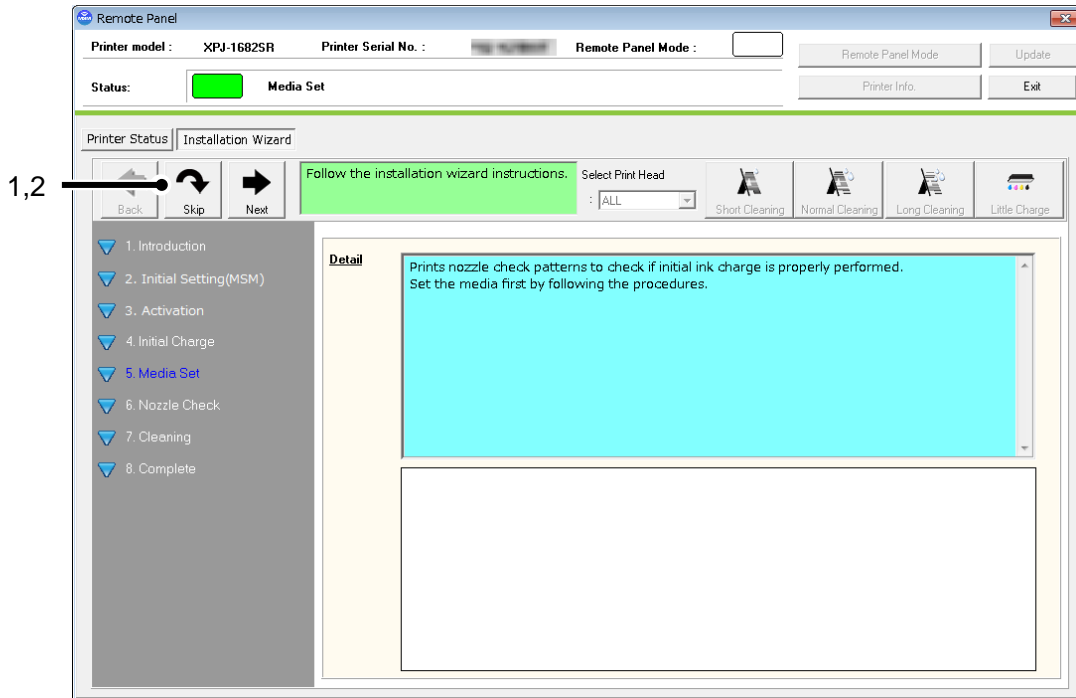 Remote Panel
Printer model : XPJ-1682SR Printer Serial No. : Remote Panel Mode :
Remote Panel Mode Update
Status: Media Set
Printer Info. Exit
Printer Status Installation Wizard
1,2
Back Skip Next
Follow the installation wizard instructions.
Select Print Head
: ALL
Short Cleaning Normal Cleaning Long Cleaning Little Charge
1. Introduction
2. Initial Setting(MSM)
3. Activation
4. Initial Charge
5. Media Set
6. Nozzle Check
7. Cleaning
8. Complete
Detail
Prints nozzle check patterns to check if initial ink charge is properly performed.
Set the media first by following the procedures.